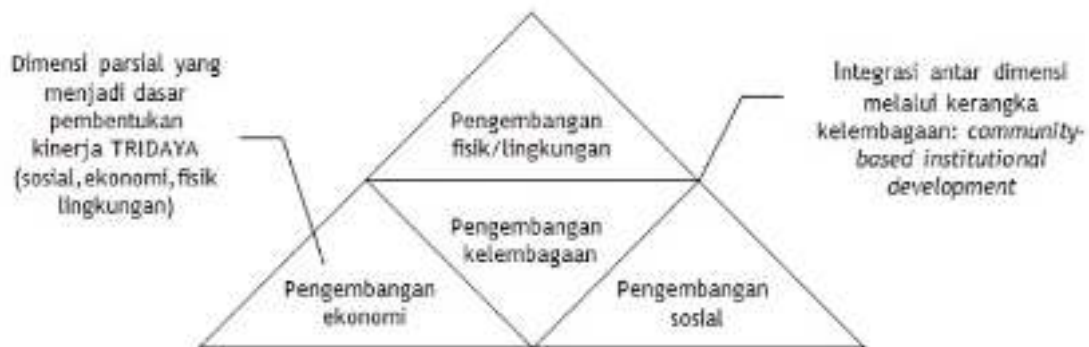 Dimensi parsial yang
menjadi dasar
pembentukan
kinerja TRIDAYA
(sosial, ekonomi, fisik
lingkungan)
Pengembangan
fisik/lingkungan
Integrasi antar dimensi
melalui kerangka
kelembagaan: community-
based institutional
development
Pengembangan
kelembagaan
Pengembangan
ekonomi
Pengembangan
sosial